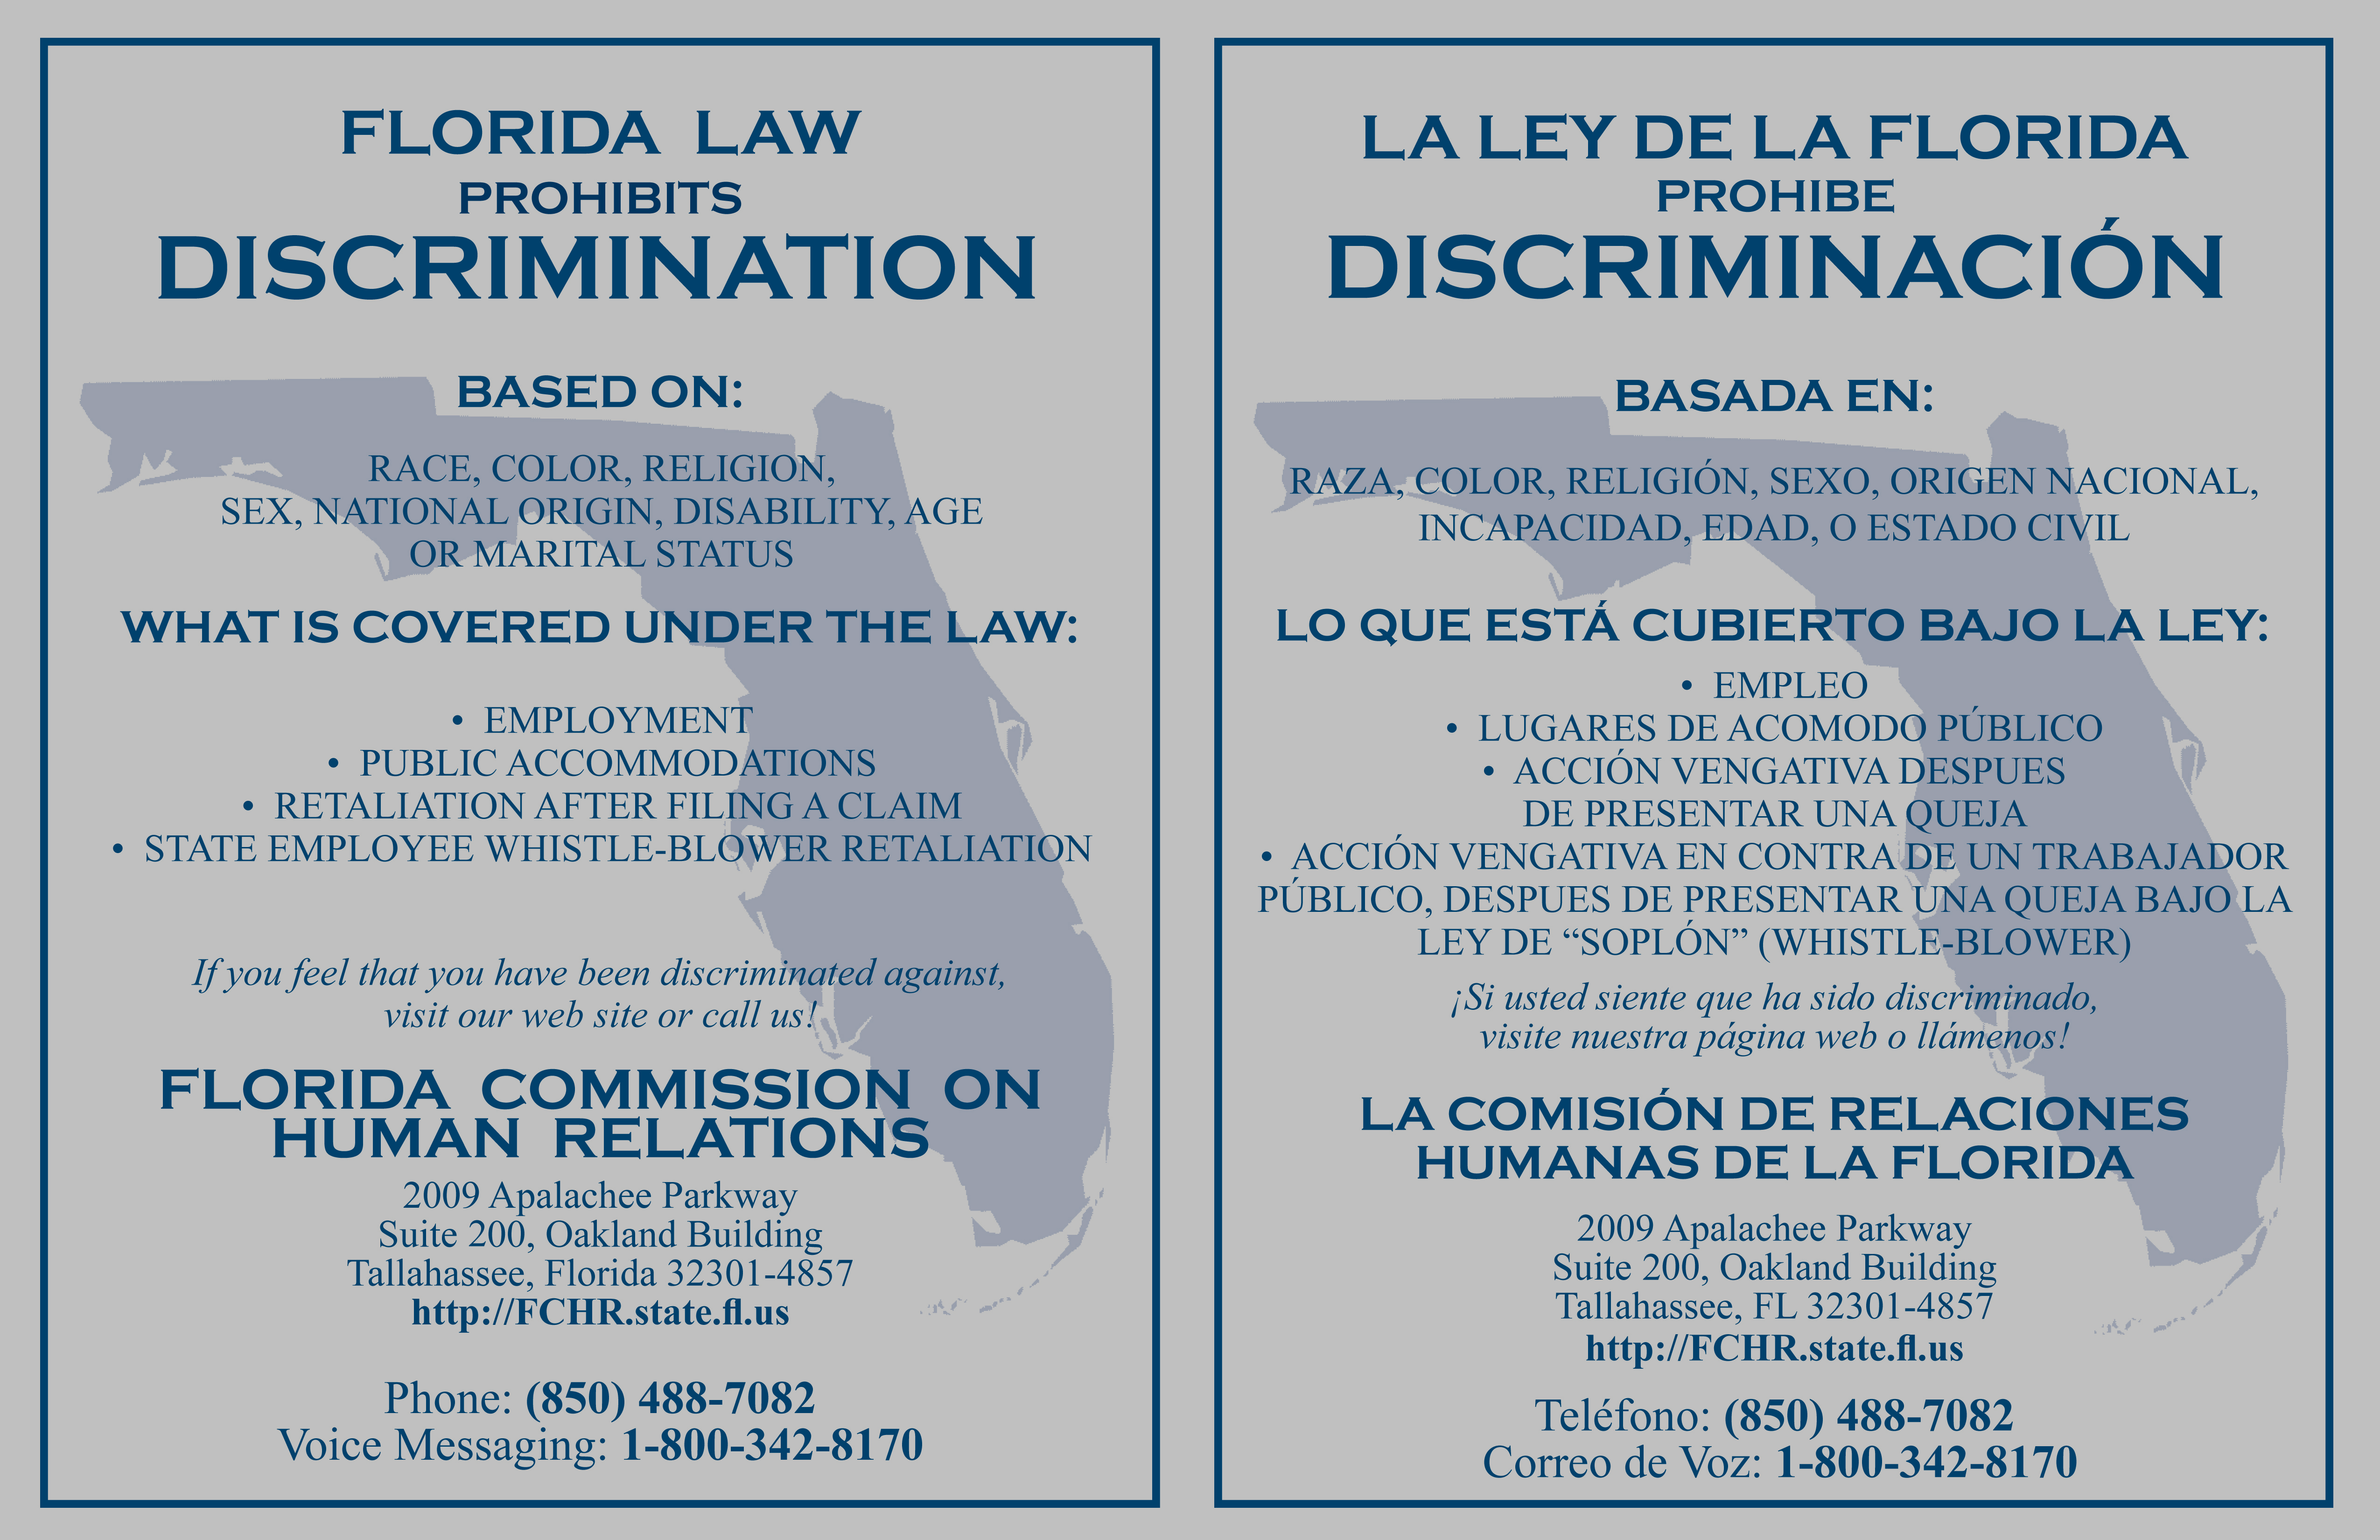 FLORIDA LAW
PROHIBITS
DISCRIMINATION
BASED ON:
RACE, COLOR, RELIGION,
SEX, NATIONAL ORIGIN, DISABILITY, AGE
OR MARITAL STATUS
WHAT IS COVERED UNDER THE LAW:
• EMPLOYMENT
• PUBLIC ACCOMMODATIONS
• RETALIATION AFTER FILING A CLAIM
• STATE EMPLOYEE WHISTLE-BLOWER RETALIATION
If you feel that you have been discriminated against,
visit our web site or call us!
FLORIDA COMMISSION ON
HUMAN RELATIONS
2009 Apalachee Parkway
Suite 200, Oakland Building
Tallahassee, Florida 32301-4857
http://FCHR.state.fl.us
Phone: (850) 488-7082
Voice Messaging: 1-800-342-8170
LA LEY DE LA FLORIDA
PROHIBE
DISCRIMINACIÓN
BASADA EN:
RAZA, COLOR, RELIGIÓN, SEXO, ORIGEN NACIONAL,
INCAPACIDAD, EDAD, O ESTADO CIVIL
LO QUE ESTÁ CUBIERTO BAJO LA LEY:
• EMPLEO
• LUGARES DE ACOMODO PÚBLICO
• ACCIÓN VENGATIVA DESPUES
DE PRESENTAR UNA QUEJA
• ACCIÓN VENGATIVA EN CONTRA DE UN TRABAJADOR
PÚBLICO, DESPUES DE PRESENTAR UNA QUEJA BAJO LA
LEY DE “SOPLÓN” (WHISTLE-BLOWER)
¡Si usted siente que ha sido discriminado,
visite nuestra página web o llámenos!
LA COMISIÓN DE RELACIONES
HUMANAS DE LA FLORIDA
2009 Apalachee Parkway
Suite 200, Oakland Building
Tallahassee, FL 32301-4857
http://FCHR.state.fl.us
Teléfono: (850) 488-7082
Correo de Voz: 1-800-342-8170